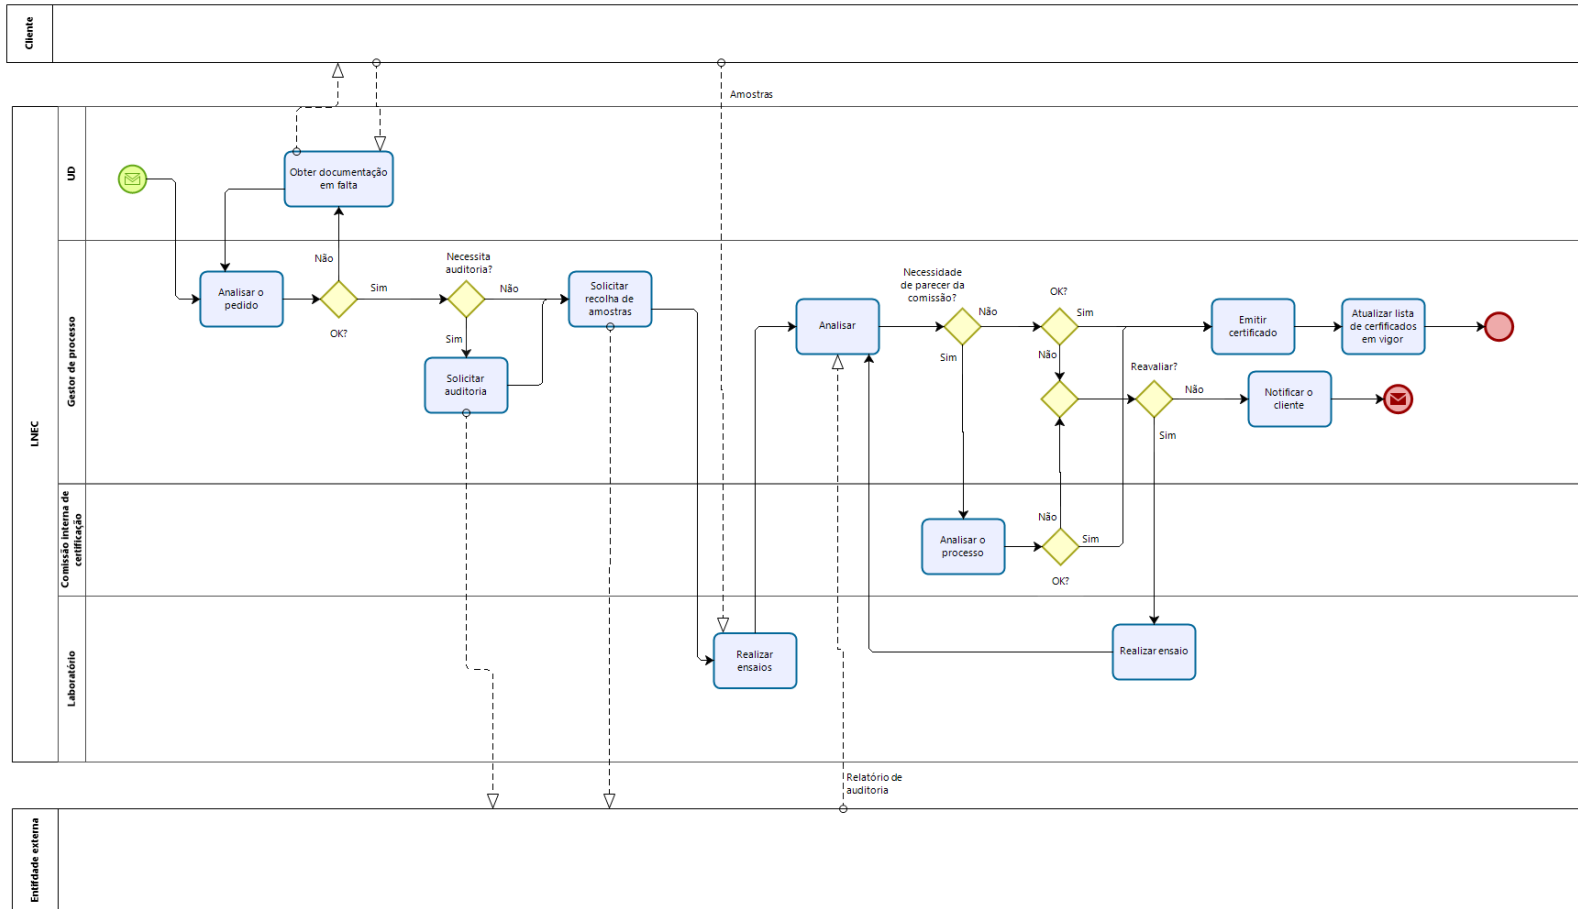 Cliente
Amostras
LNEC
UD
Obter documentação
em falta
Gestor de processo
Não
Analisar o
pedido
Sim
OK?
Necessita
auditoria?
Não
Sim
Solicitar
auditoria
Solicitar
recolha de
amostras
Analisar
Necessidade
de parecer da
comissão?
Não
Sim
OK?
Sim
Não
Reavaliar?
Não
Sim
Emitir
certificado
Atualizar lista
de cerfificados
em vigor
Notificar o
cliente
Comissão interna de
certificação
Analisar o
processo
Não
Sim
OK?
Laboratório
Realizar
ensaios
Realizar ensaio
Relatório de
auditoria
Entifdade externa